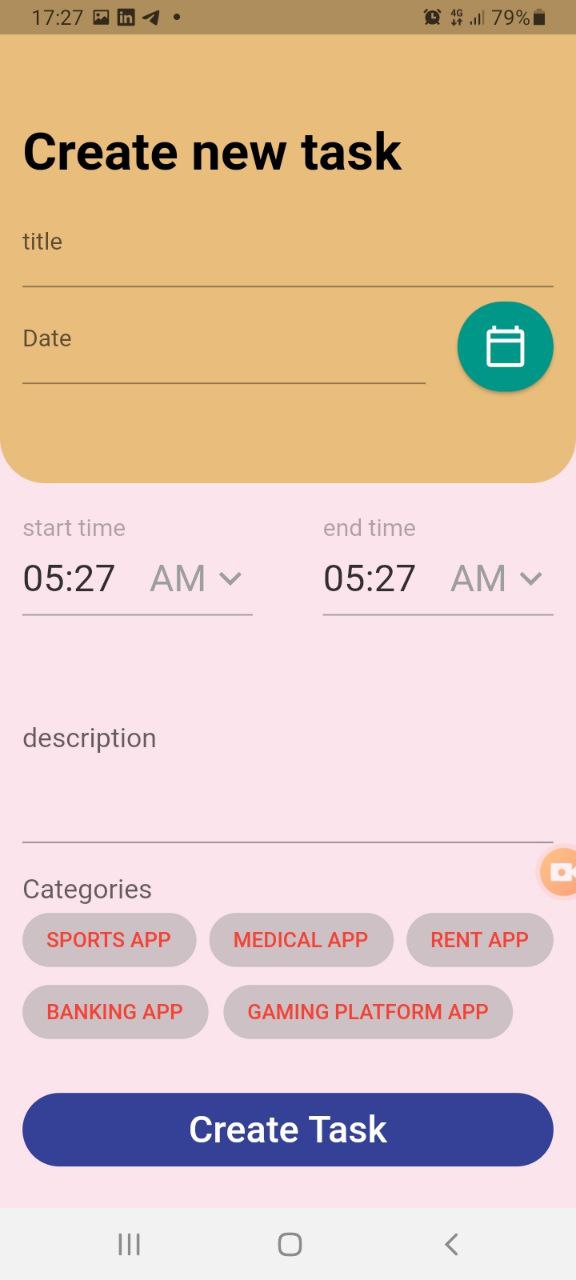 17:27 4G 79%
Create new task
title
Date
start time end time
05:27 AM 05:27 AM
description
Categories
SPORTS APP MEDICAL APP RENT APP
BANKING APP GAMING PLATFORM APP
Create Task